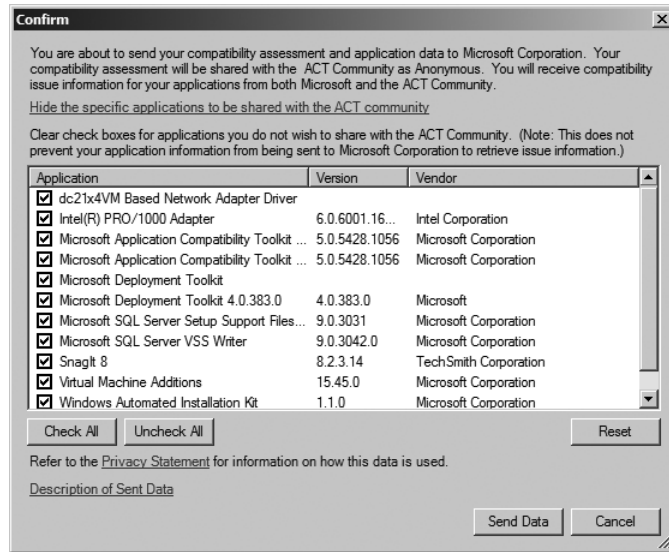 Confirm
You are about to send your compatibility assessment and application data to Microsoft Corporation. Your
compatibility assessment will be shared with the ACT Community as Anonymous. You will receive compatibility
issue information for your applications from both Microsoft and the ACT Community.
Hide the specific applications to be shared with the ACT community
Clear check boxes for applications you do not wish to share with the ACT Community. (Note: This does not
prevent your application information from being sent to Microsoft Corporation to retrieve issue information.)
Application Version Vendor
dc21x4VM Based Network Adapter Driver
Intel(R) PRO/1000 Adapter 6.0.6001.16... Intel Corporation
Microsoft Application Compatibility Toolkit ... 5.0.5428.1056 Microsoft Corporation
Microsoft Application Compatibility Toolkit ... 5.0.5428.1056 Microsoft Corporation
Microsoft Deployment Toolkit
Microsoft Deployment Toolkit 4.0.383.0 4.0.383.0 Microsoft
Microsoft SQL Server Setup Support Files... 9.0.3031 Microsoft Corporation
Microsoft SQL Server VSS Writer 9.0.3042.0 Microsoft Corporation
SnagIt 8 8.2.3.14 TechSmith Corporation
Virtual Machine Additions 15.45.0 Microsoft Corporation
Windows Automated Installation Kit 1.1.0 Microsoft Corporation
Check All Uncheck All Reset
Refer to the Privacy Statement for information on how this data is used.
Description of Sent Data
Send Data Cancel